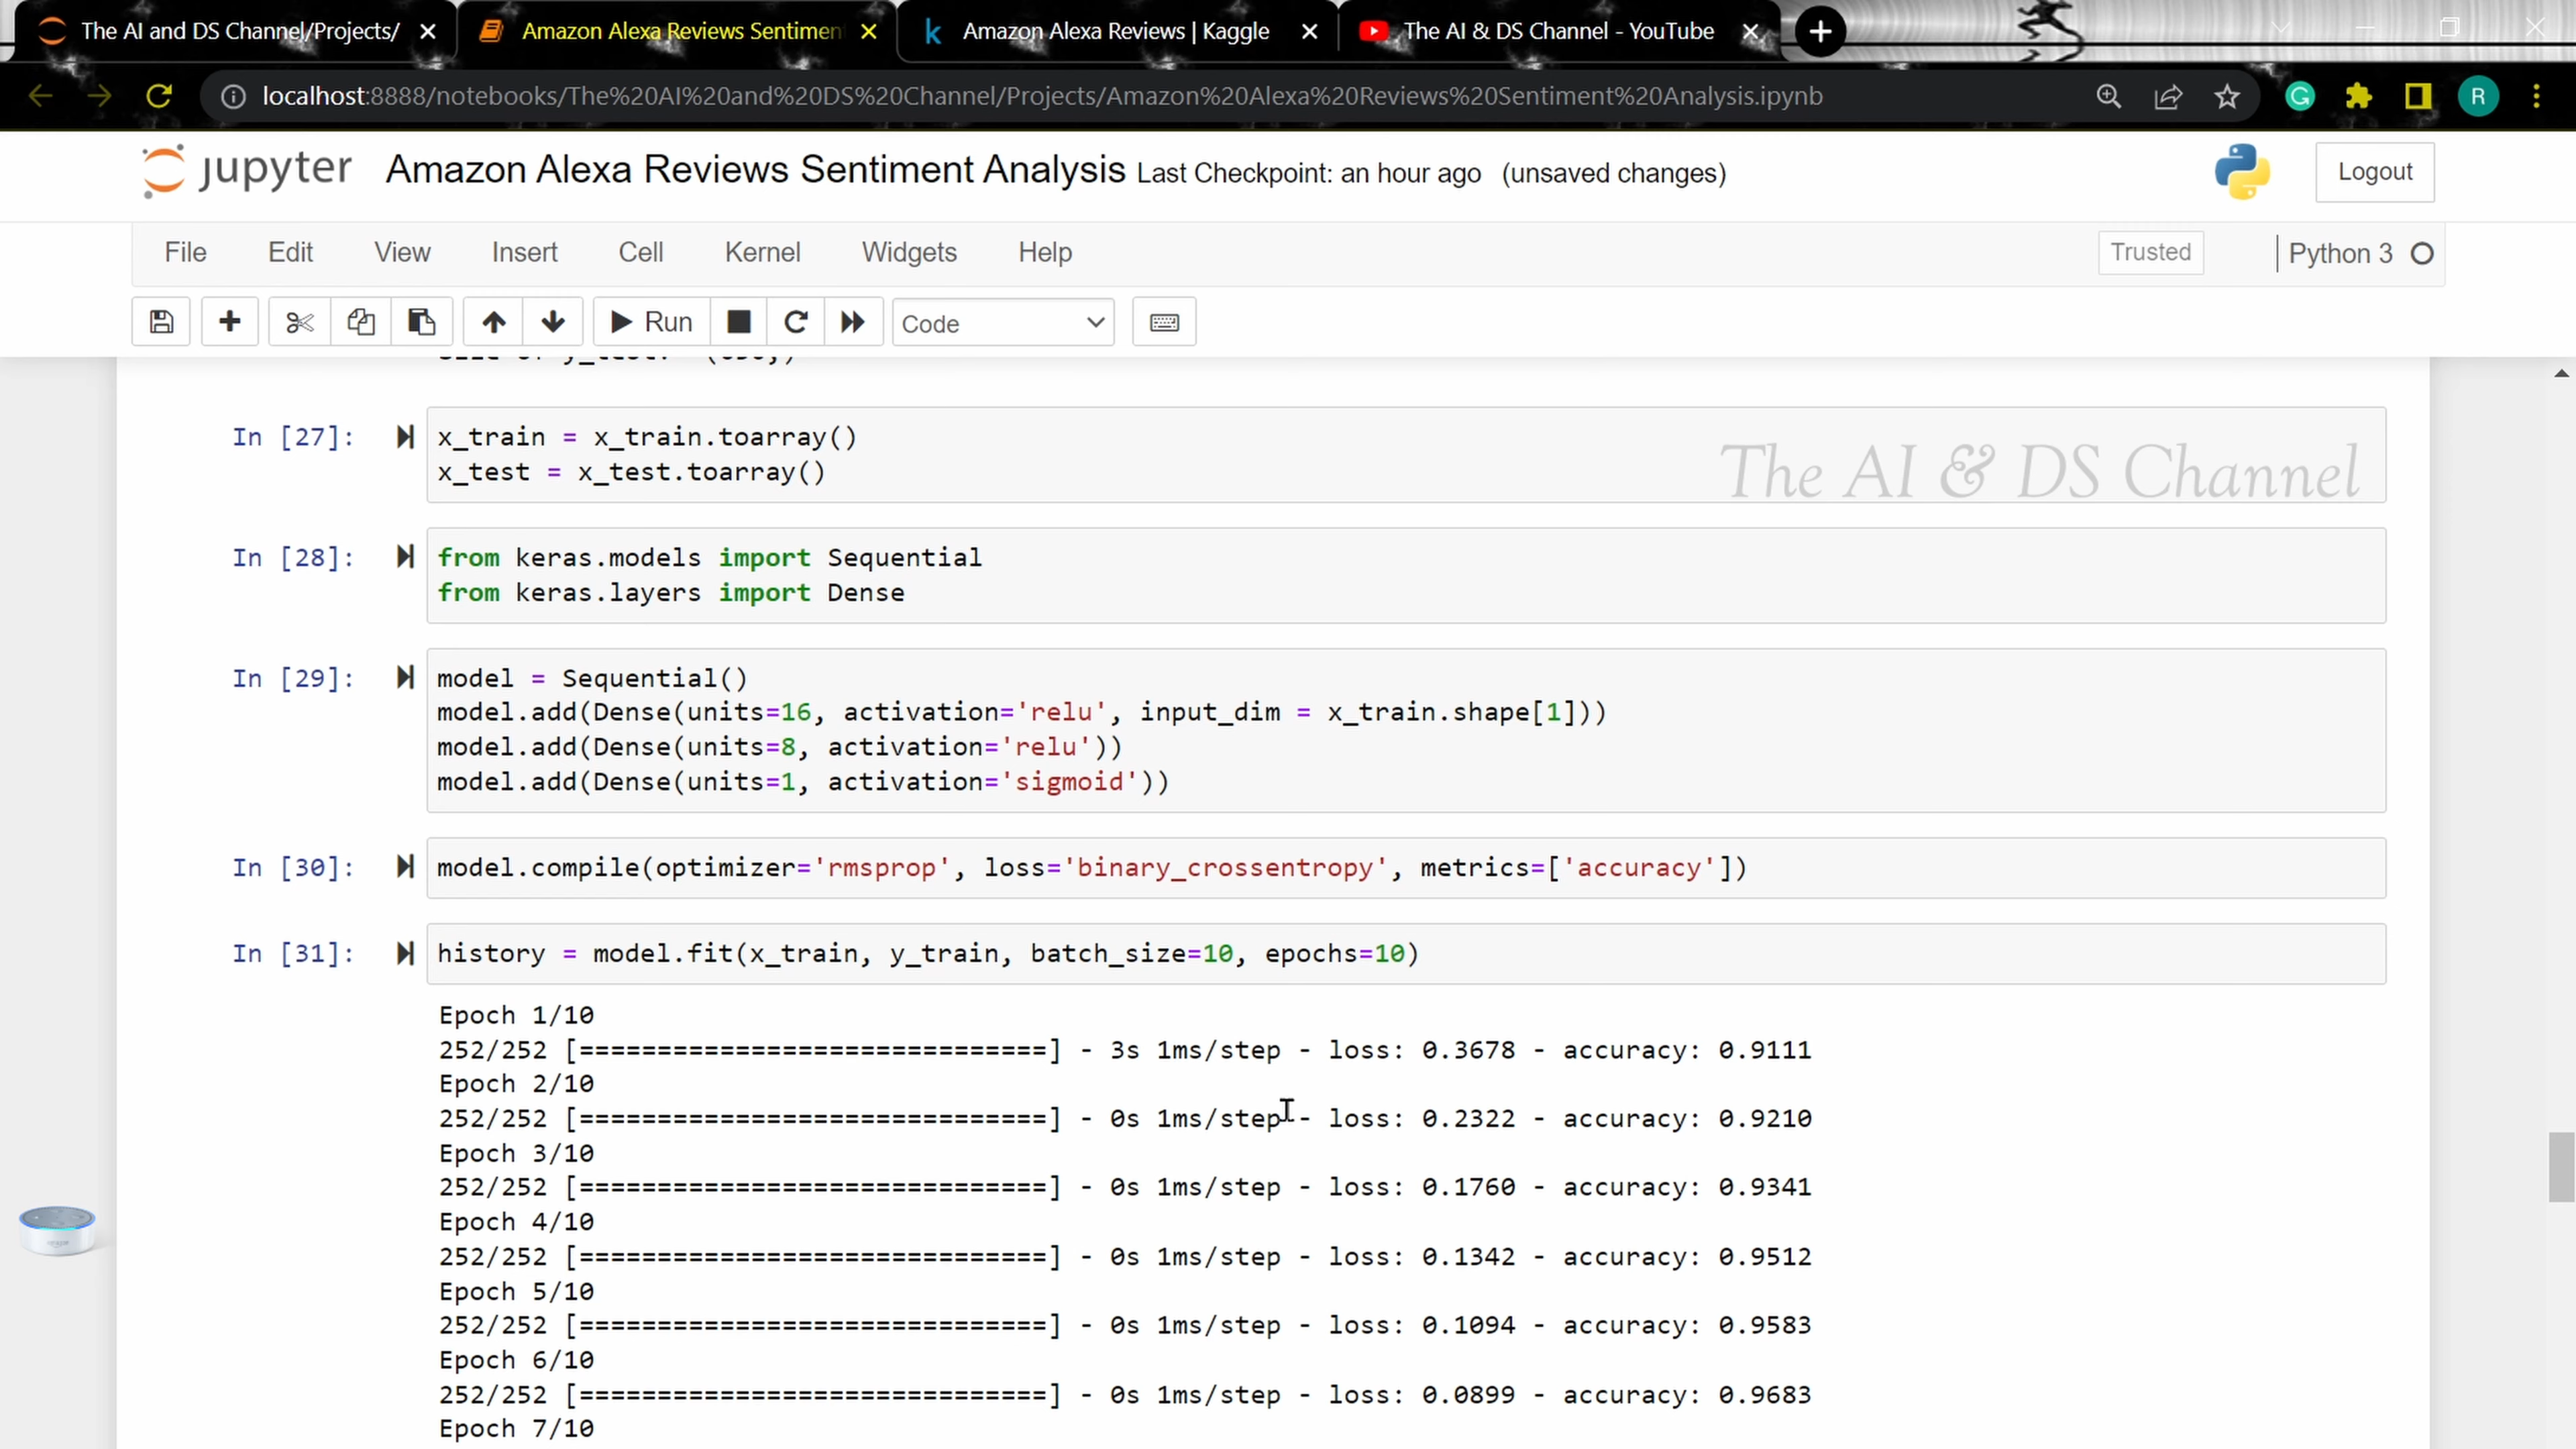 The AI and DS Channel/Projects/
Amazon Alexa Reviews Sentimen
Amazon Alexa Reviews | Kaggle
The AI & DS Channel - YouTube
localhost:8888/notebooks/The%20AI%20and%20DS%20Channel/Projects/Amazon%20Alexa%20Reviews%20Sentiment%20Analysis.ipynb
R
jupyter Amazon Alexa Reviews Sentiment Analysis Last Checkpoint: an hour ago (unsaved changes)
Logout
File Edit View Insert Cell Kernel Widgets Help
Trusted
Python 3
Run
Code
In [27]:
x_train = x_train.toarray()
x_test = x_test.toarray()
The AI & DS Channel
In [28]:
from keras.models import Sequential
from keras.layers import Dense
In [29]:
model = Sequential()
model.add(Dense(units=16, activation='relu', input_dim = x_train.shape[1]))
model.add(Dense(units=8, activation='relu'))
model.add(Dense(units=1, activation='sigmoid'))
In [30]:
model.compile(optimizer='rmsprop', loss='binary_crossentropy', metrics=['accuracy'])
In [31]:
history = model.fit(x_train, y_train, batch_size=10, epochs=10)
Epoch 1/10
252/252 [==============================] - 3s 1ms/step - loss: 0.3678 - accuracy: 0.9111
Epoch 2/10
252/252 [==============================] - 0s 1ms/step - loss: 0.2322 - accuracy: 0.9210
Epoch 3/10
252/252 [==============================] - 0s 1ms/step - loss: 0.1760 - accuracy: 0.9341
Epoch 4/10
252/252 [==============================] - 0s 1ms/step - loss: 0.1342 - accuracy: 0.9512
Epoch 5/10
252/252 [==============================] - 0s 1ms/step - loss: 0.1094 - accuracy: 0.9583
Epoch 6/10
252/252 [==============================] - 0s 1ms/step - loss: 0.0899 - accuracy: 0.9683
Epoch 7/10